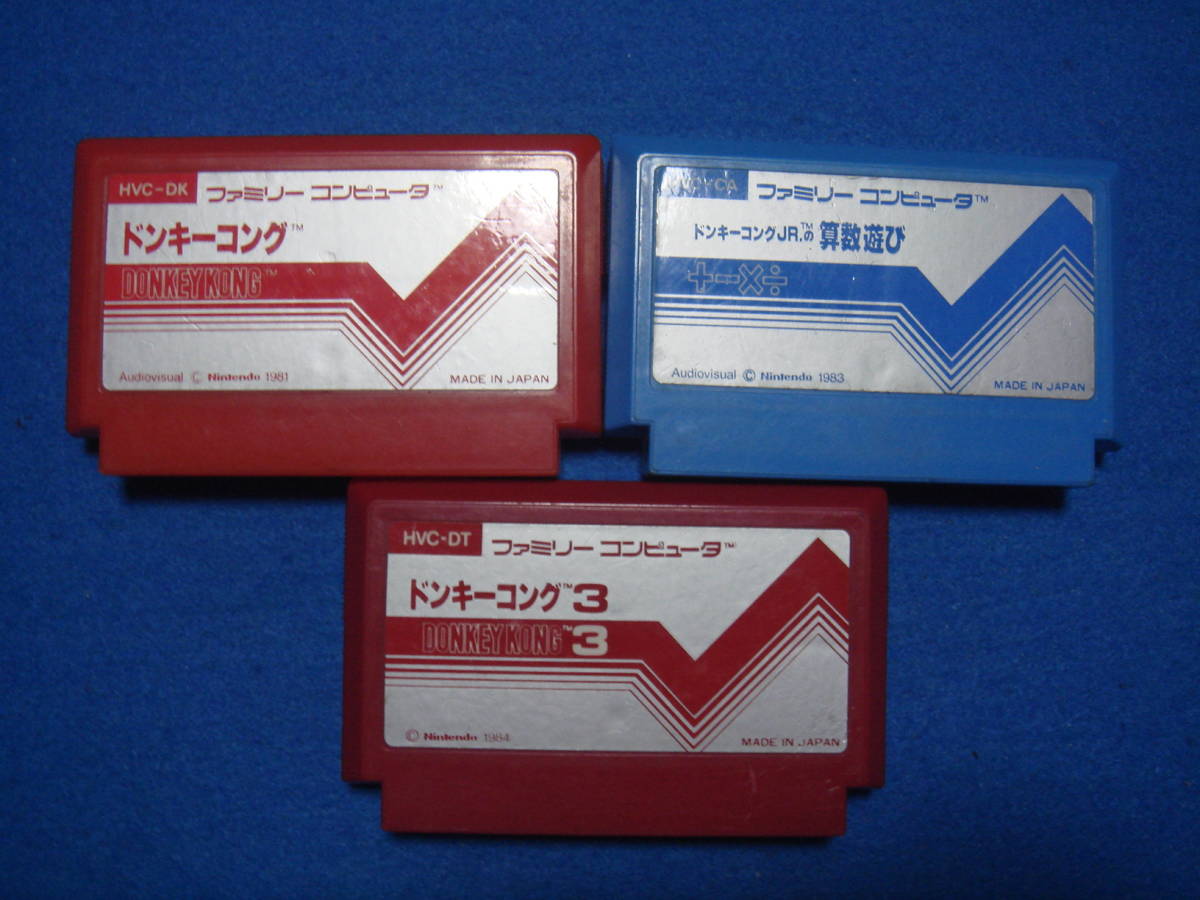 HVC-DK ファミリー コンピュータ™
ドンキーコング™
DONKEY KONG™
Audiovisual © Nintendo 1981
MADE IN JAPAN
HVC-CA ファミリー コンピュータ™
ドンキーコングJR.™の 算数遊び
+-×÷
Audiovisual © Nintendo 1983
MADE IN JAPAN
HVC-DT ファミリー コンピュータ™
ドンキーコング™3
DONKEY KONG™3
© Nintendo 1984
MADE IN JAPAN